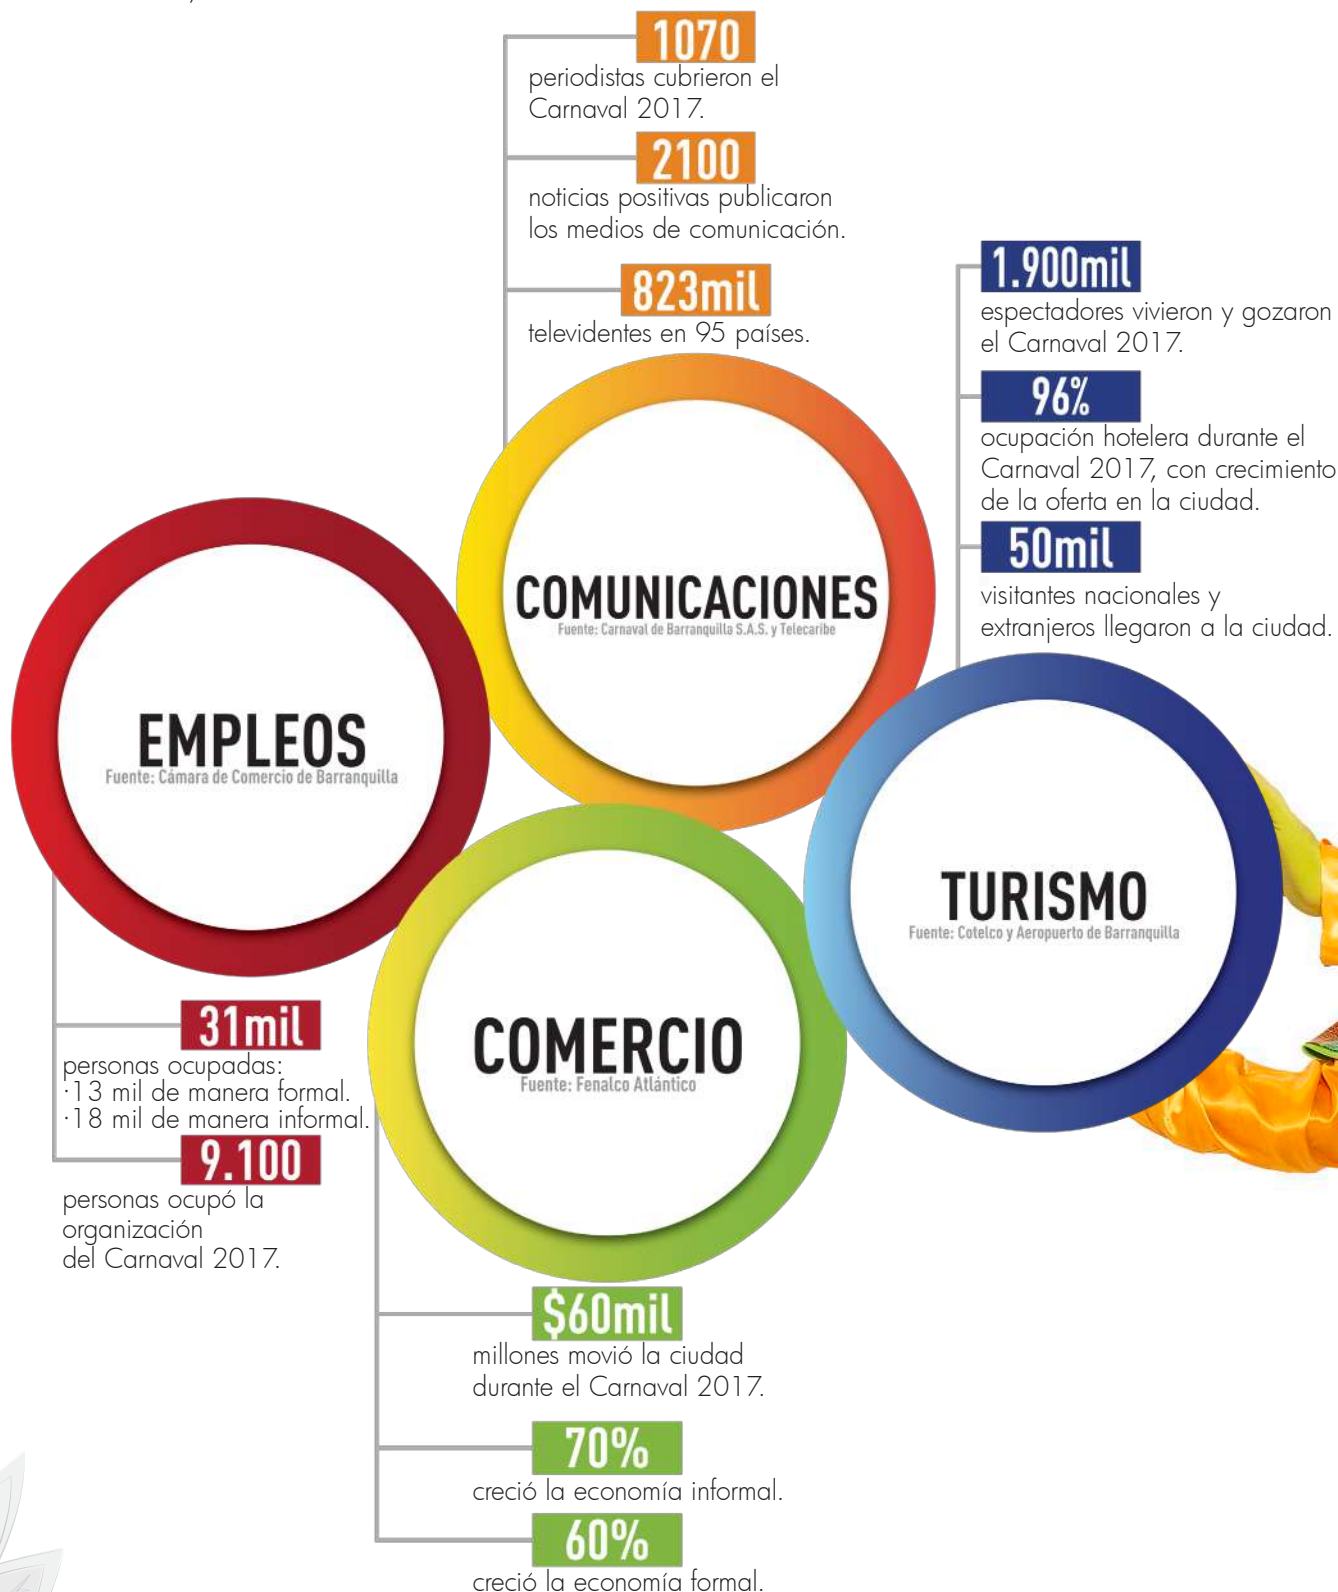 1070
periodistas cubrieron el
Carnaval 2017.
2100
noticias positivas publicaron
los medios de comunicación.
823mil
televidentes en 95 países.
COMUNICACIONES
Fuente: Carnaval de Barranquilla S.A.S. y Telecaribe
1.900mil
espectadores vivieron y gozaron
el Carnaval 2017.
96%
ocupación hotelera durante el
Carnaval 2017, con crecimiento
de la oferta en la ciudad.
50mil
visitantes nacionales y
extranjeros llegaron a la ciudad.
TURISMO
Fuente: Cotelco y Aeropuerto de Barranquilla
EMPLEOS
Fuente: Cámara de Comercio de Barranquilla
31mil
personas ocupadas:
·13 mil de manera formal.
·18 mil de manera informal.
9.100
personas ocupó la
organización
del Carnaval 2017.
COMERCIO
Fuente: Fenalco Atlántico
$60mil
millones movió la ciudad
durante el Carnaval 2017.
70%
creció la economía informal.
60%
creció la economía formal.